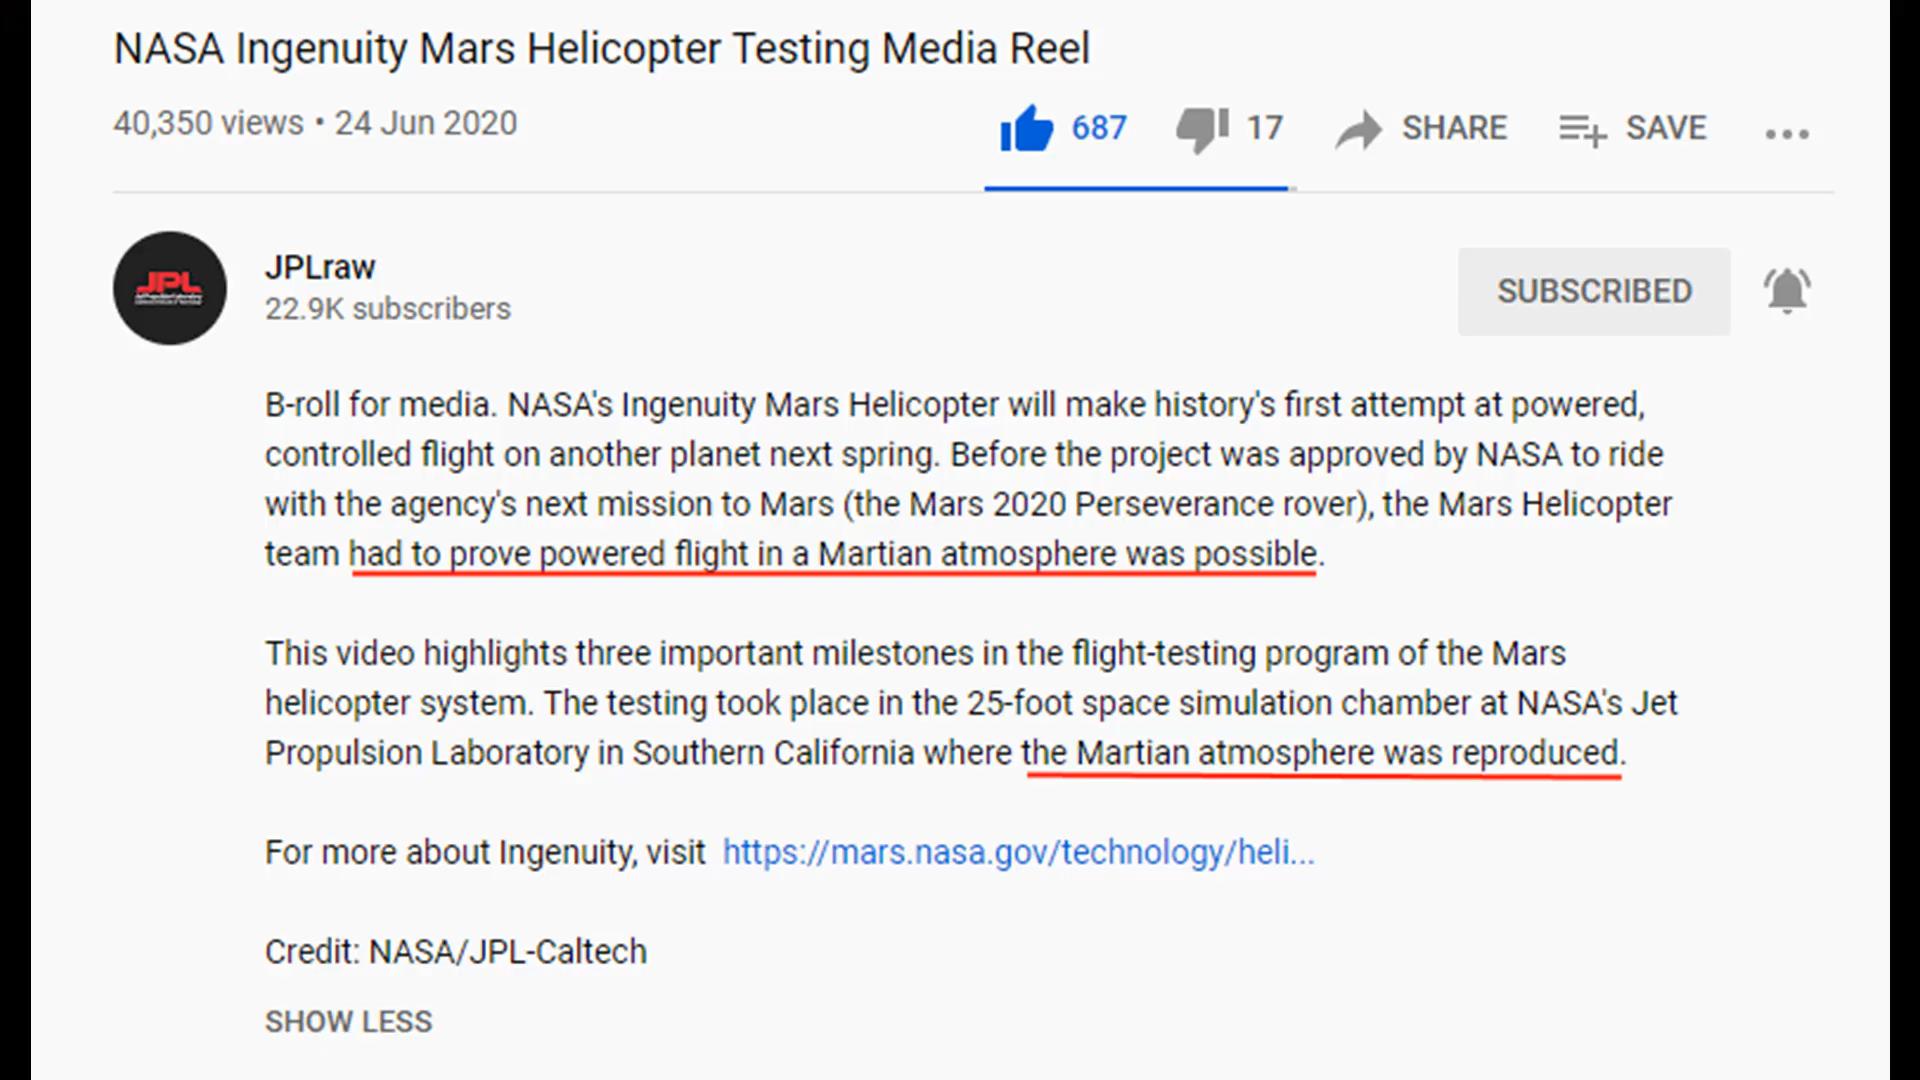 NASA Ingenuity Mars Helicopter Testing Media Reel
40,350 views • 24 Jun 2020
687
17
SHARE
SAVE
JPL
JPLraw
22.9K subscribers
SUBSCRIBED
B-roll for media. NASA's Ingenuity Mars Helicopter will make history's first attempt at powered,
controlled flight on another planet next spring. Before the project was approved by NASA to ride
with the agency's next mission to Mars (the Mars 2020 Perseverance rover), the Mars Helicopter
team had to prove powered flight in a Martian atmosphere was possible.
This video highlights three important milestones in the flight-testing program of the Mars
helicopter system. The testing took place in the 25-foot space simulation chamber at NASA's Jet
Propulsion Laboratory in Southern California where the Martian atmosphere was reproduced.
For more about Ingenuity, visit https://mars.nasa.gov/technology/heli...
Credit: NASA/JPL-Caltech
SHOW LESS